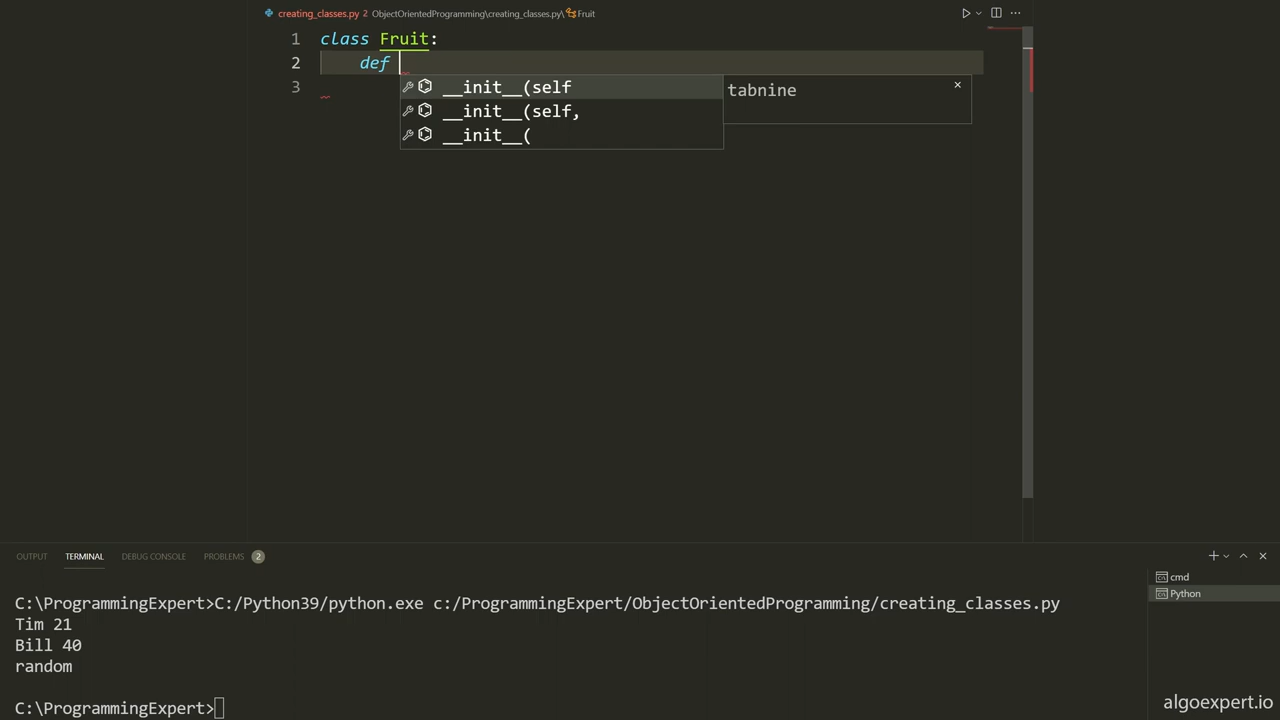 creating_classes.py 2 ObjectOrientedProgramming\creating_classes.py\Fruit
1 class Fruit:
2 def
__init__(self
tabnine
3
__init__(self,
__init__(
OUTPUT TERMINAL DEBUG CONSOLE PROBLEMS 2
cmd
Python
C:\ProgrammingExpert>C:/Python39/python.exe c:/ProgrammingExpert/ObjectOrientedProgramming/creating_classes.py
Tim 21
Bill 40
random
C:\ProgrammingExpert>
algoexpert.io